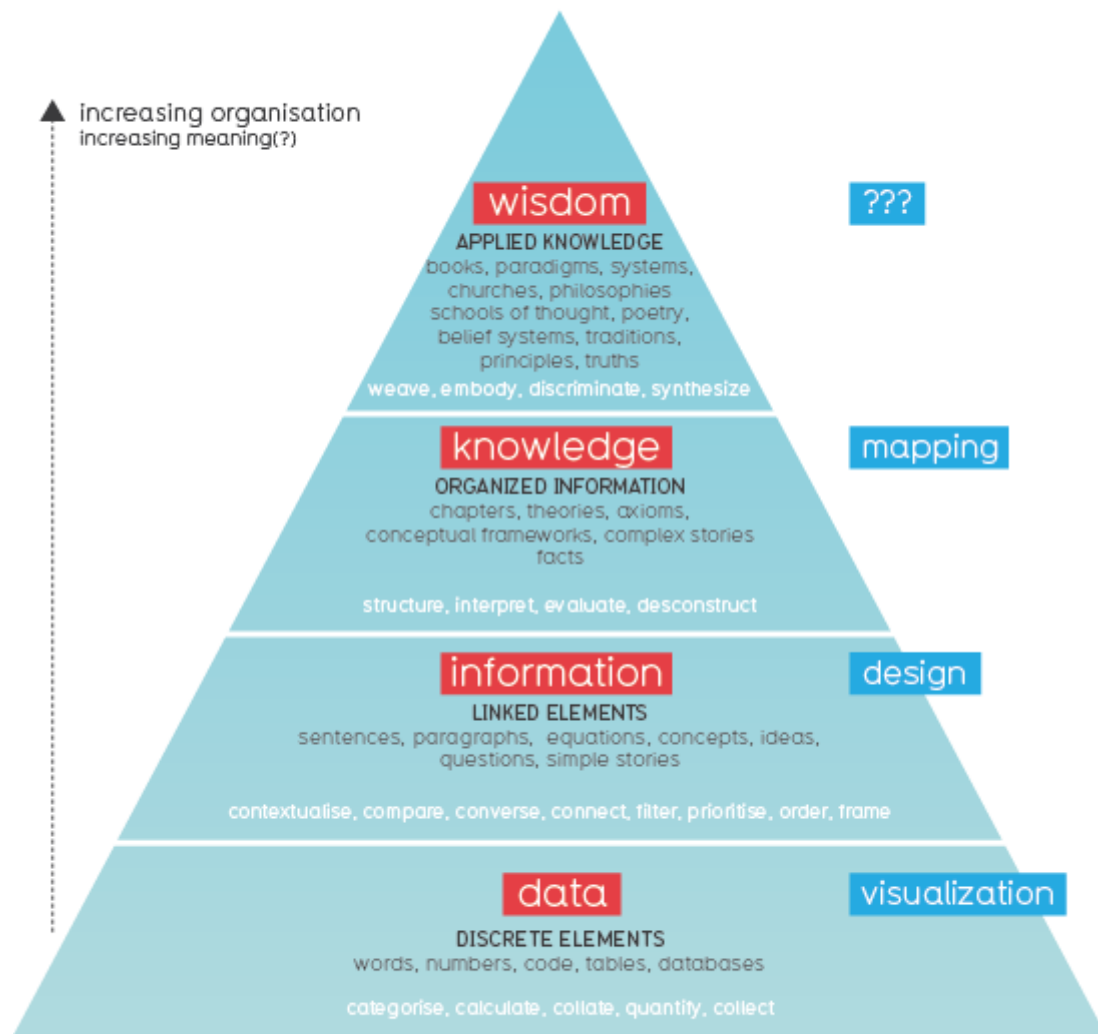 increasing organisation
increasing meaning(?)
wisdom
???
APPLIED KNOWLEDGE
books, paradigms, systems,
churches, philosophies
schools of thought, poetry,
belief systems, traditions,
principles, truths
weave, embody, discriminate, synthesize
knowledge
mapping
ORGANIZED INFORMATION
chapters, theories, axioms,
conceptual frameworks, complex stories
facts
structure, interpret, evaluate, desconstruct
information
design
LINKED ELEMENTS
sentences, paragraphs, equations, concepts, ideas,
questions, simple stories
contextualise, compare, converse, connect, filter, prioritise, order, frame
data
visualization
DISCRETE ELEMENTS
words, numbers, code, tables, databases
categorise, calculate, collate, quantify, collect